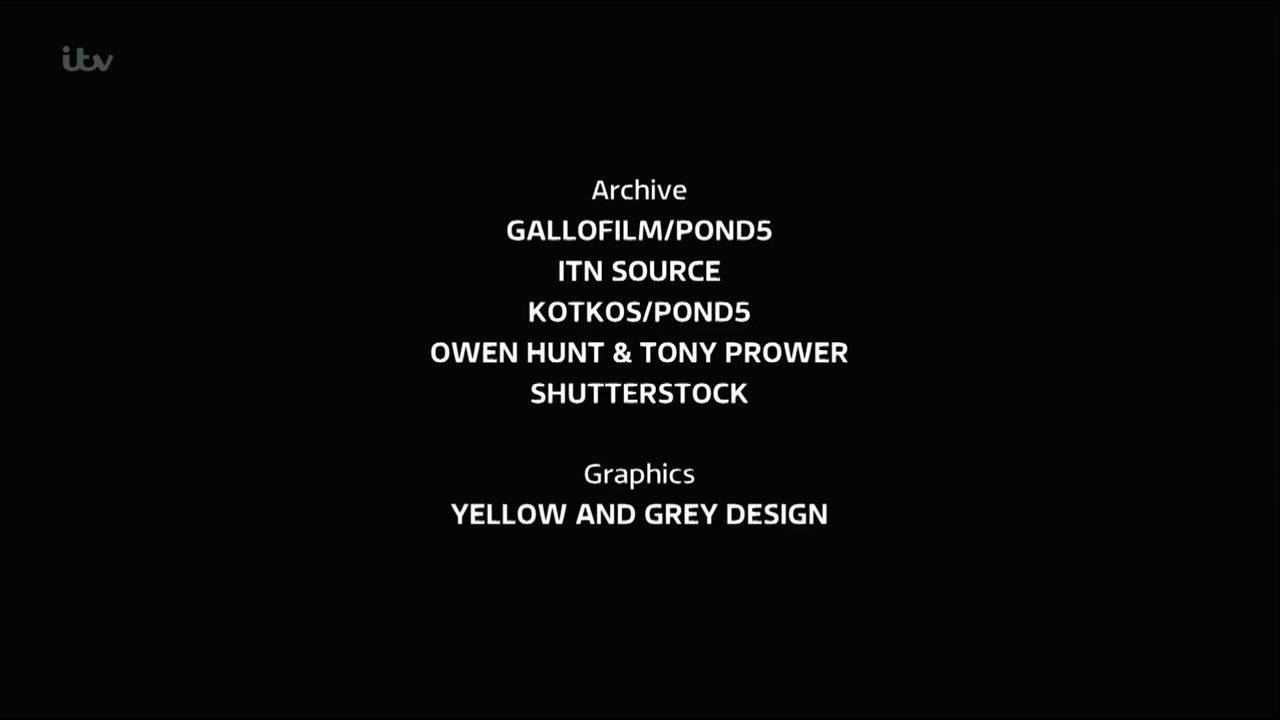 itv
Archive
GALLOFILM/POND5
ITN SOURCE
KOTKOS/POND5
OWEN HUNT & TONY PROWER
SHUTTERSTOCK
Graphics
YELLOW AND GREY DESIGN